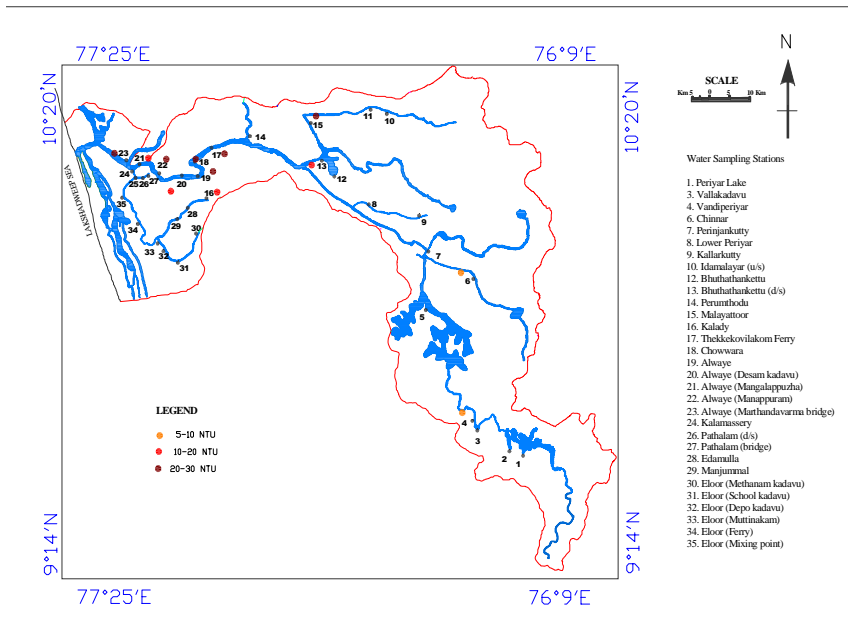 77°25'E
76°9'E
N
10°20'N
10°20'N
SCALE
Km 5 0 5 10 Km
LAKSHADWEEP SEA
11
10
15
14
17
23
21
22
18
13
12
24
25
26
27
20
19
16
35
28
8
34
29
30
9
33
32
31
7
6
5
4
3
2
1
Water Sampling Stations
1. Periyar Lake
3. Vallakadavu
4. Vandiperiyar
6. Chinnar
7. Perinjankutty
8. Lower Periyar
9. Kallarkutty
10. Idamalayar (u/s)
12. Bhuthathankettu
13. Bhuthathankettu (d/s)
14. Perumthodu
15. Malayattoor
16. Kalady
17. Thekkekovilakom Ferry
18. Chowwara
19. Alwaye
20. Alwaye (Desam kadavu)
21. Alwaye (Mangalappuzha)
22. Alwaye (Manappuram)
23. Alwaye (Marthandavarma bridge)
24. Kalamassery
26. Pathalam (d/s)
27. Pathalam (bridge)
28. Edamulla
29. Manjummal
30. Eloor (Methanam kadavu)
31. Eloor (School kadavu)
32. Eloor (Depo kadavu)
33. Eloor (Muttinakam)
34. Eloor (Ferry)
35. Eloor (Mixing point)
LEGEND
5-10 NTU
10-20 NTU
20-30 NTU
9°14'N
9°14'N
77°25'E
76°9'E